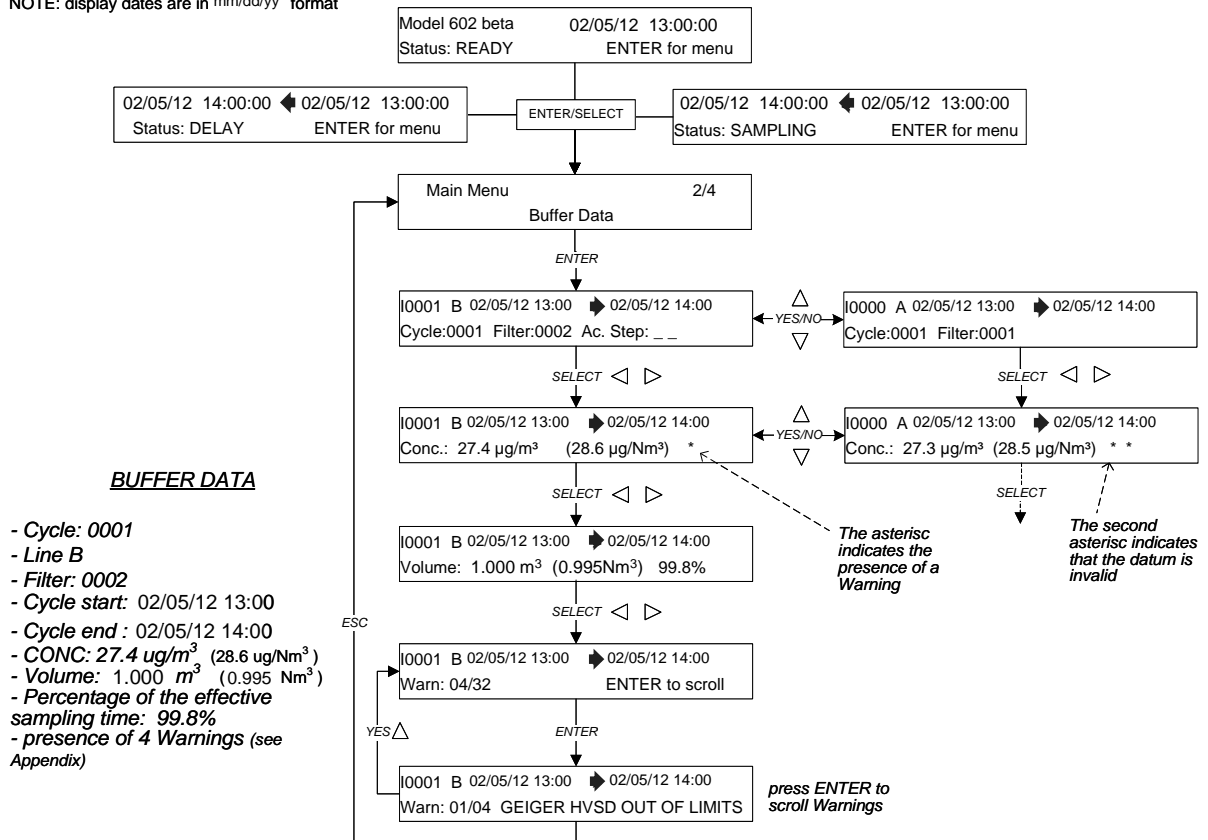 NOTE: display dates are in mm/dd/yy format
Model 602 beta 02/05/12 13:00:00
Status: READY ENTER for menu
02/05/12 14:00:00 🡄 02/05/12 13:00:00
Status: DELAY ENTER for menu
ENTER/SELECT
02/05/12 14:00:00 🡄 02/05/12 13:00:00
Status: SAMPLING ENTER for menu
Main Menu 2/4
Buffer Data
ENTER
I0001 B 02/05/12 13:00 🡆 02/05/12 14:00
Cycle:0001 Filter:0002 Ac. Step: _ _
△
YES/NO
▽
I0000 A 02/05/12 13:00 🡆 02/05/12 14:00
Cycle:0001 Filter:0001
SELECT ◁ ▷
SELECT ◁ ▷
I0001 B 02/05/12 13:00 🡆 02/05/12 14:00
Conc.: 27.4 µg/m³ (28.6 µg/Nm³) *
△
YES/NO
▽
I0000 A 02/05/12 13:00 🡆 02/05/12 14:00
Conc.: 27.3 µg/m³ (28.5 µg/Nm³) * *
SELECT ◁ ▷
SELECT
The asterisc
indicates the
presence of a
Warning
The second
asterisc indicates
that the datum is
invalid
I0001 B 02/05/12 13:00 🡆 02/05/12 14:00
Volume: 1.000 m³ (0.995Nm³) 99.8%
SELECT ◁ ▷
I0001 B 02/05/12 13:00 🡆 02/05/12 14:00
Warn: 04/32 ENTER to scroll
YES △
ENTER
I0001 B 02/05/12 13:00 🡆 02/05/12 14:00
Warn: 01/04 GEIGER HVSD OUT OF LIMITS
press ENTER to
scroll Warnings
ESC
BUFFER DATA
- Cycle: 0001
- Line B
- Filter: 0002
- Cycle start: 02/05/12 13:00
- Cycle end : 02/05/12 14:00
- CONC: 27.4 ug/m³ (28.6 ug/Nm³)
- Volume: 1.000 m³ (0.995 Nm³)
- Percentage of the effective
sampling time: 99.8%
- presence of 4 Warnings (see
Appendix)